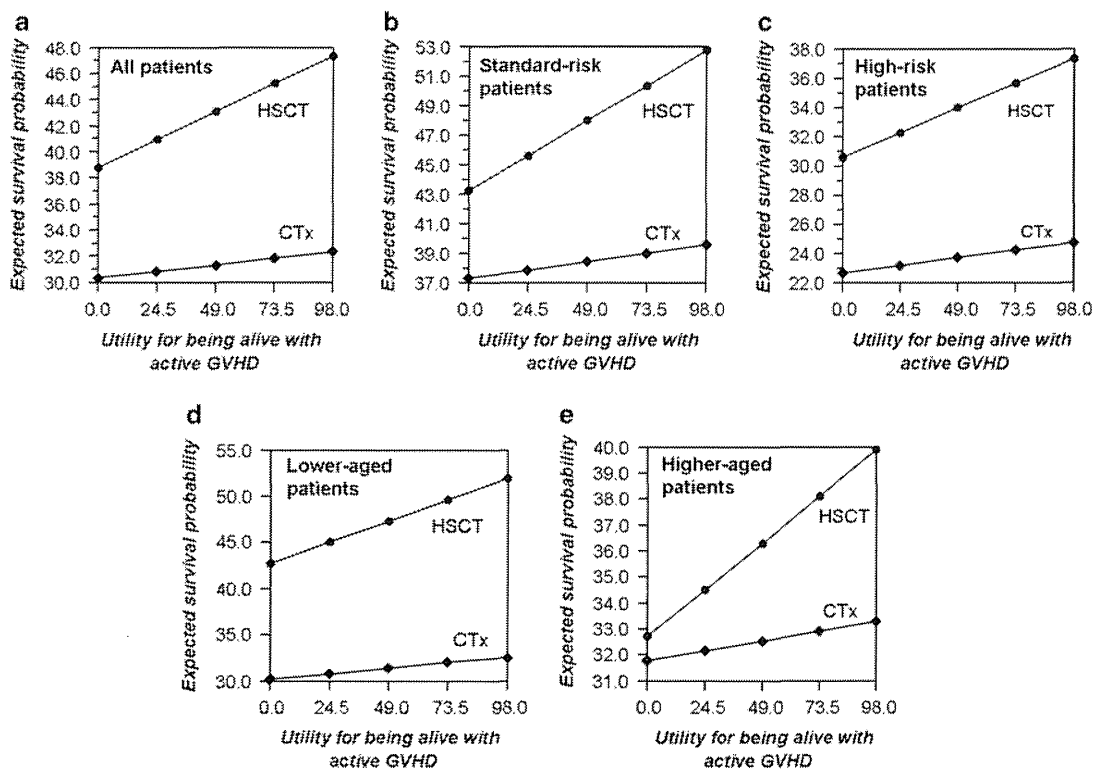 a
Expected survival probability
48.0
46.0
44.0
42.0
40.0
38.0
36.0
34.0
32.0
30.0
All patients
HSCT
CTx
0.0 24.5 49.0 73.5 98.0
Utility for being alive with
active GVHD
b
Expected survival probability
53.0
51.0
49.0
47.0
45.0
43.0
41.0
39.0
37.0
Standard-risk
patients
HSCT
CTx
0.0 24.5 49.0 73.5 98.0
Utility for being alive with
active GVHD
c
Expected survival probability
38.0
36.0
34.0
32.0
30.0
28.0
26.0
24.0
22.0
High-risk
patients
HSCT
CTx
0.0 24.5 49.0 73.5 98.0
Utility for being alive with
active GVHD
d
Expected survival probability
55.0
50.0
45.0
40.0
35.0
30.0
Lower-aged
patients
HSCT
CTx
0.0 24.5 49.0 73.5 98.0
Utility for being alive with
active GVHD
e
Expected survival probability
40.0
39.0
38.0
37.0
36.0
35.0
34.0
33.0
32.0
31.0
Higher-aged
patients
HSCT
CTx
0.0 24.5 49.0 73.5 98.0
Utility for being alive with
active GVHD